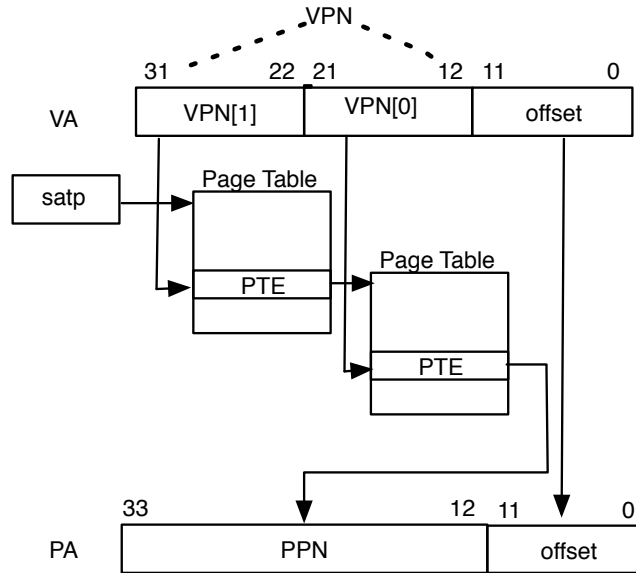 VPN
31 22 21 12 11 0
VA VPN[1] VPN[0] offset
Page Table
satp
Page Table
PTE
PTE
33 12 11 0
PA PPN offset